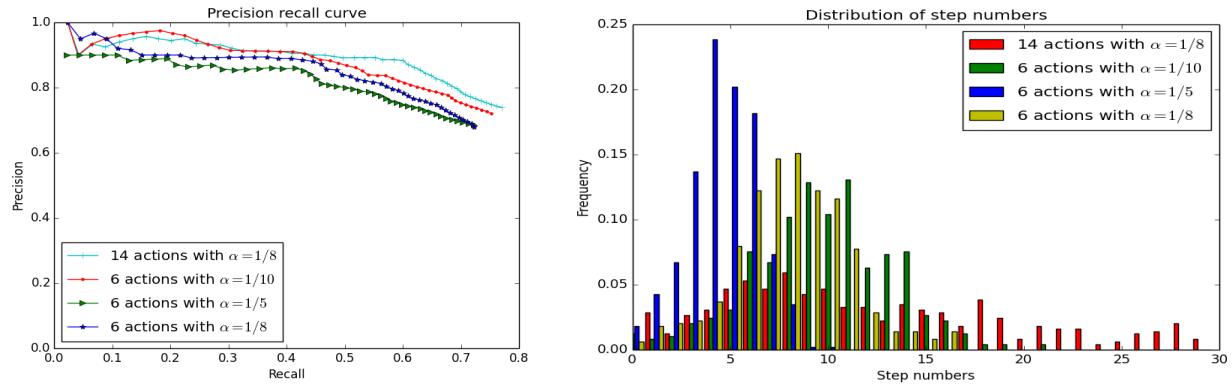 Precision recall curve
1.0
0.8
0.6
0.4
0.2
0.0
Precision
14 actions with α=1/8
6 actions with α=1/10
6 actions with α=1/5
6 actions with α=1/8
0.0 0.1 0.2 0.3 0.4 0.5 0.6 0.7 0.8
Recall
Distribution of step numbers
0.25
0.20
0.15
0.10
0.05
0.00
Frequency
14 actions with α=1/8
6 actions with α=1/10
6 actions with α=1/5
6 actions with α=1/8
5 10 15 20 25 30
Step numbers